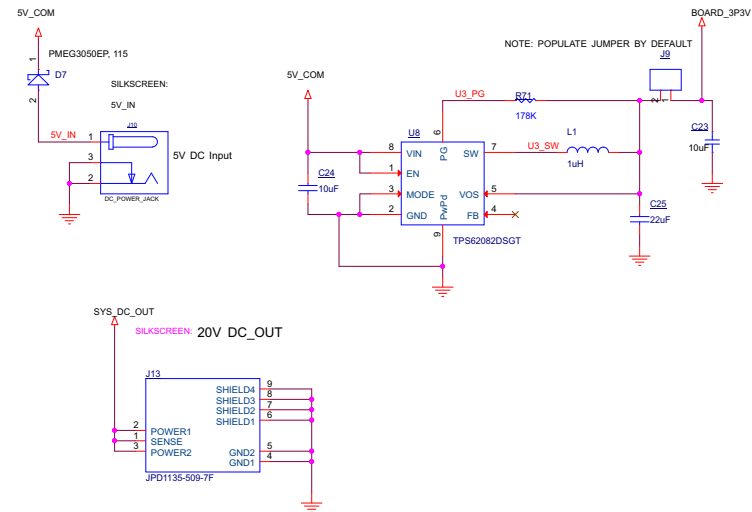 5V_COM
BOARD_3P3V
PMEG3050EP, 115
1
D7
2
SILKSCREEN:
5V_IN
5V_IN
J10
1
3
2
5V DC Input
DC_POWER_JACK
NOTE: POPULATE JUMPER BY DEFAULT
J9
2
1
5V_COM
U3_PG
R71
178K
C23
10uF
U8
6
L1
8
VIN
PG
SW
7
U3_SW
1uH
C24
10uF
1
EN
3
MODE
VOS
5
2
GND
PwPd
FB
4
C25
22uF
9
TPS62082DSGT
SYS_DC_OUT
SILKSCREEN: 20V DC_OUT
J13
SHIELD4
9
SHIELD3
8
SHIELD2
7
SHIELD1
6
2
POWER1
1
SENSE
3
POWER2
GND2
5
GND1
4
JPD1135-509-7F